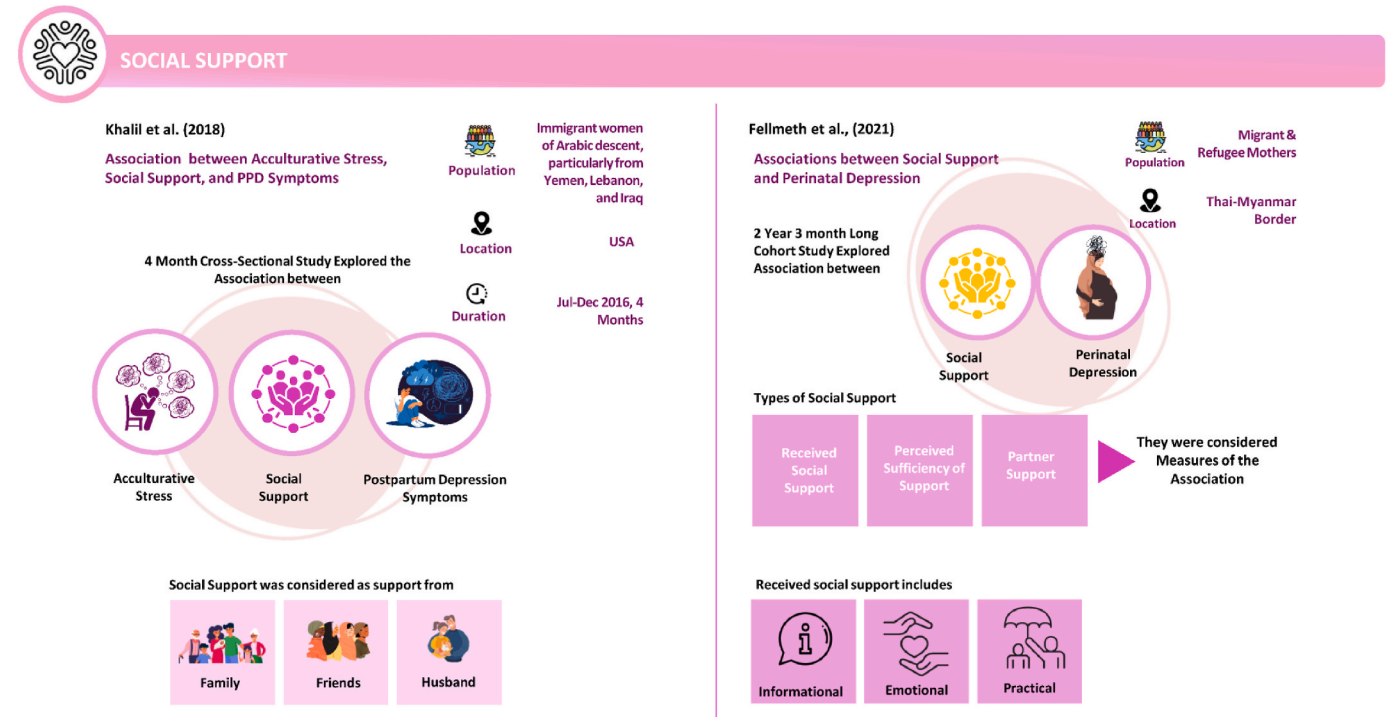 SOCIAL SUPPORT
Khalil et al. (2018)
Association between Acculturative Stress,
Social Support, and PPD Symptoms
Population
Immigrant women
of Arabic descent,
particularly from
Yemen, Lebanon,
and Iraq
Location
USA
4 Month Cross-Sectional Study Explored the
Association between
Duration
Jul-Dec 2016, 4
Months
Acculturative
Stress
Social
Support
Postpartum Depression
Symptoms
Social Support was considered as support from
Family
Friends
Husband
Fellmeth et al., (2021)
Associations between Social Support
and Perinatal Depression
Population
Migrant &
Refugee Mothers
Location
Thai-Myanmar
Border
2 Year 3 month Long
Cohort Study Explored
Association between
Social
Support
Perinatal
Depression
Types of Social Support
Received
Social
Support
Perceived
Sufficiency of
Support
Partner
Support
They were considered
Measures of the
Association
Received social support includes
Informational
Emotional
Practical